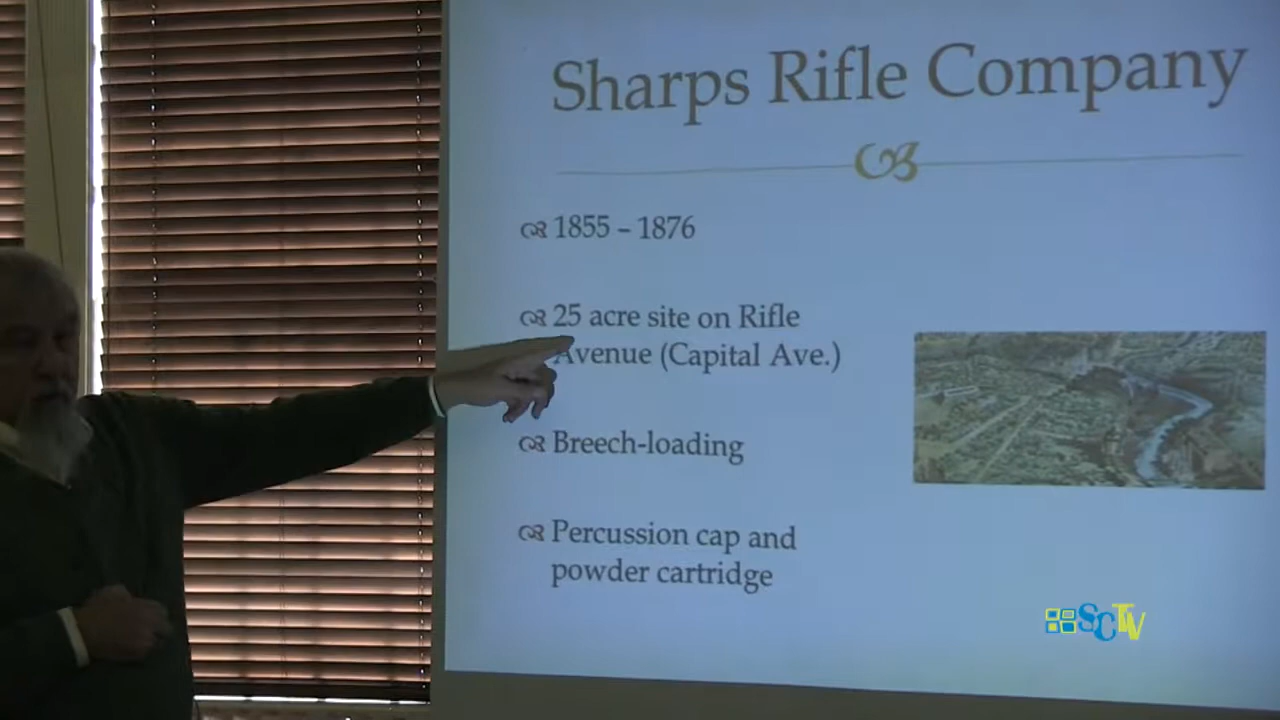 Sharps Rifle Company
1855 – 1876
25 acre site on Rifle
Avenue (Capital Ave.)
Breech-loading
Percussion cap and
powder cartridge
SCTV